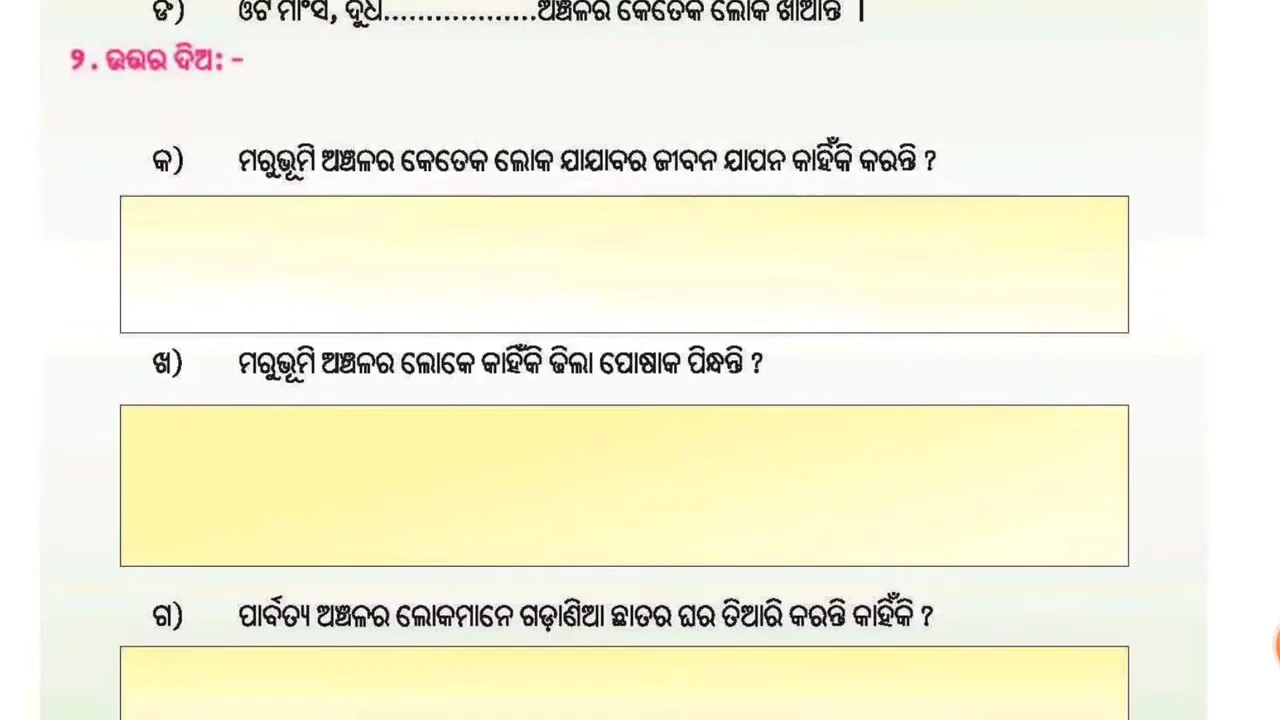 ଙ) ଓଟ ମାଂସ, ଦୁଧ.................ଅଞ୍ଚଳର କେତେକ ଲୋକ ଖାଆନ୍ତି ।
୨. ଉତ୍ତର ଦିଅ: -
କ) ମରୁଭୂମି ଅଞ୍ଚଳର କେତେକ ଲୋକ ଯାଯାବର ଜୀବନ ଯାପନ କାହିଁକି କରନ୍ତି ?
ଖ) ମରୁଭୂମି ଅଞ୍ଚଳର ଲୋକେ କାହିଁକି ଢିଲା ପୋଷାକ ପିନ୍ଧନ୍ତି ?
ଗ) ପାର୍ବତ୍ୟ ଅଞ୍ଚଳର ଲୋକମାନେ ଗଡ଼ାଣିଆ ଛାତର ଘର ତିଆରି କରନ୍ତି କାହିଁକି ?